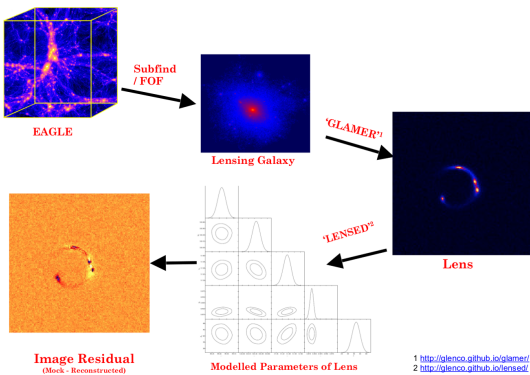 EAGLE
Subfind
/ FOF
Lensing Galaxy
'GLAMER'¹
Lens
'LENSED'²
Modelled Parameters of Lens
Image Residual
(Mock - Reconstructed)
1 http://glenco.github.io/glamer/
2 http://glenco.github.io/lensed/